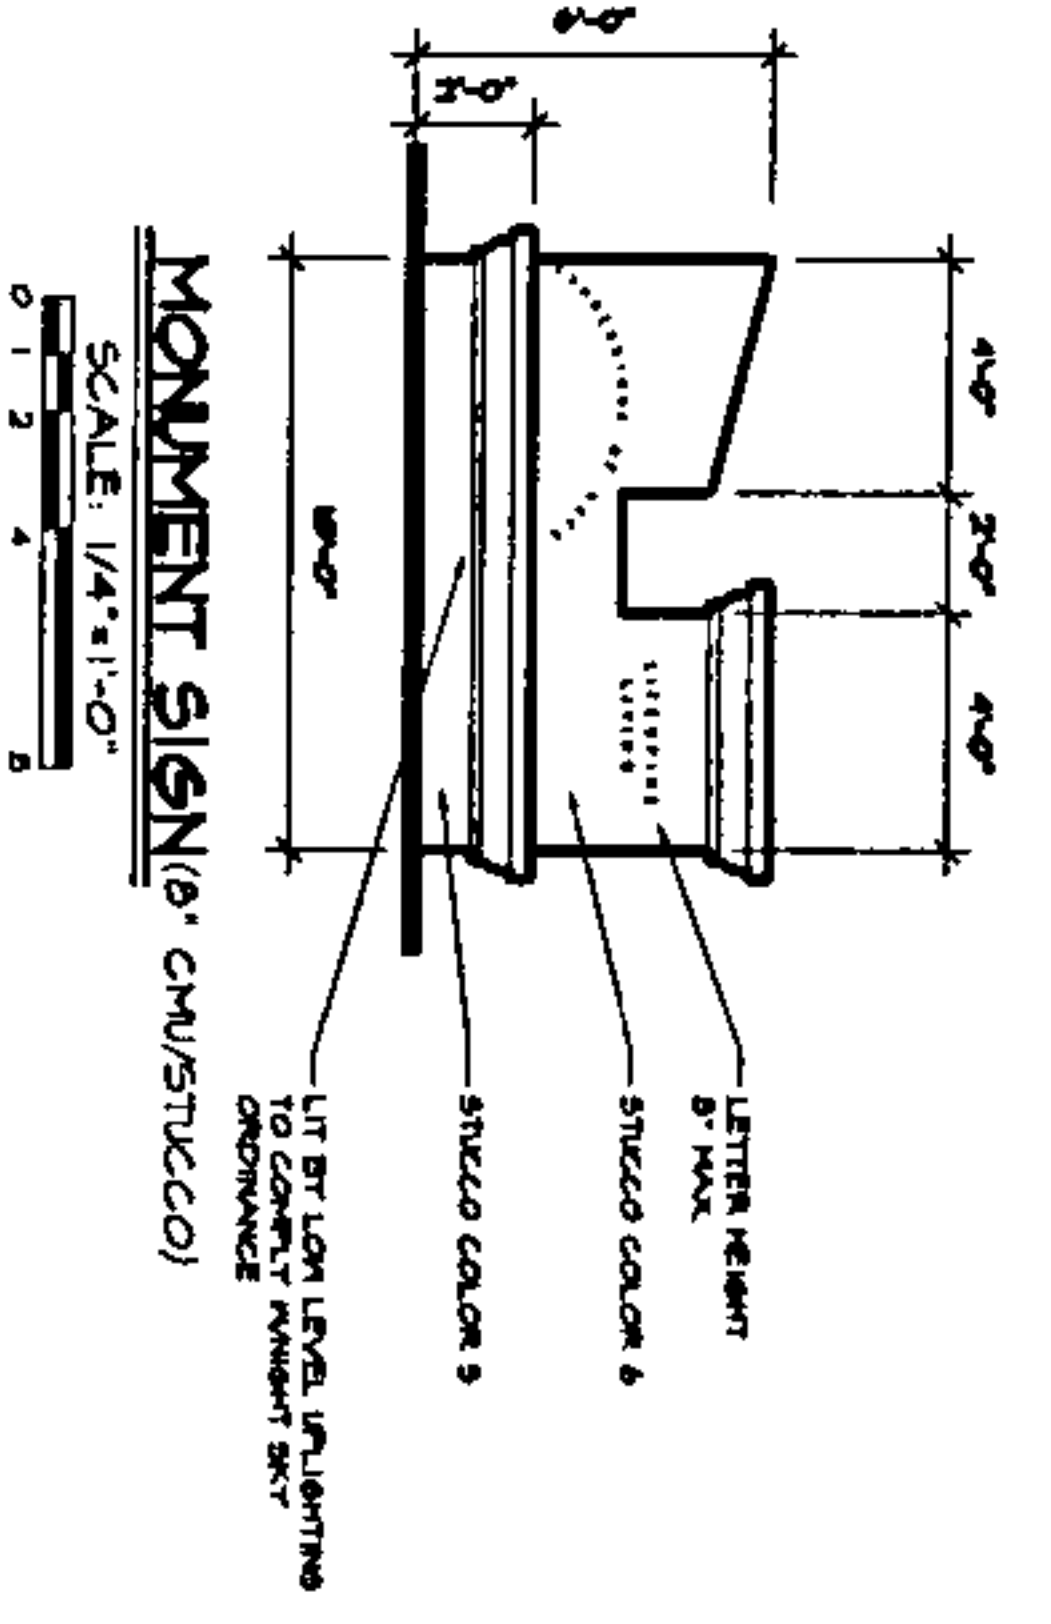 6'-0"
2'-0"
4'-0"
2'-0"
4'-0"
10'-0"
LETTER HEIGHT
8" MAX
STUCCO COLOR 6
STUCCO COLOR 5
LIT BY LOW LEVEL UPLIGHTING
TO COMPLY W/NIGHT SKY
ORDINANCE
MONUMENT SIGN (8" CMU/STUCCO)
SCALE: 1/4"=1'-0"
0 1 2 4 8